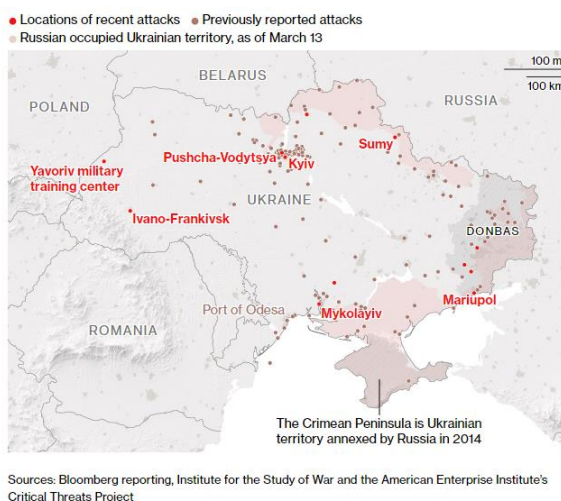 Locations of recent attacks
Previously reported attacks
Russian occupied Ukrainian territory, as of March 13
100 m
100 km
BELARUS
POLAND
RUSSIA
Sumy
Pushcha-Vodytsya
Kyiv
Yavoriv military
training center
UKRAINE
Ivano-Frankivsk
DONBAS
Mariupol
Port of Odesa
Mykolayiv
ROMANIA
The Crimean Peninsula is Ukrainian
territory annexed by Russia in 2014
Sources: Bloomberg reporting, Institute for the Study of War and the American Enterprise Institute's
Critical Threats Project